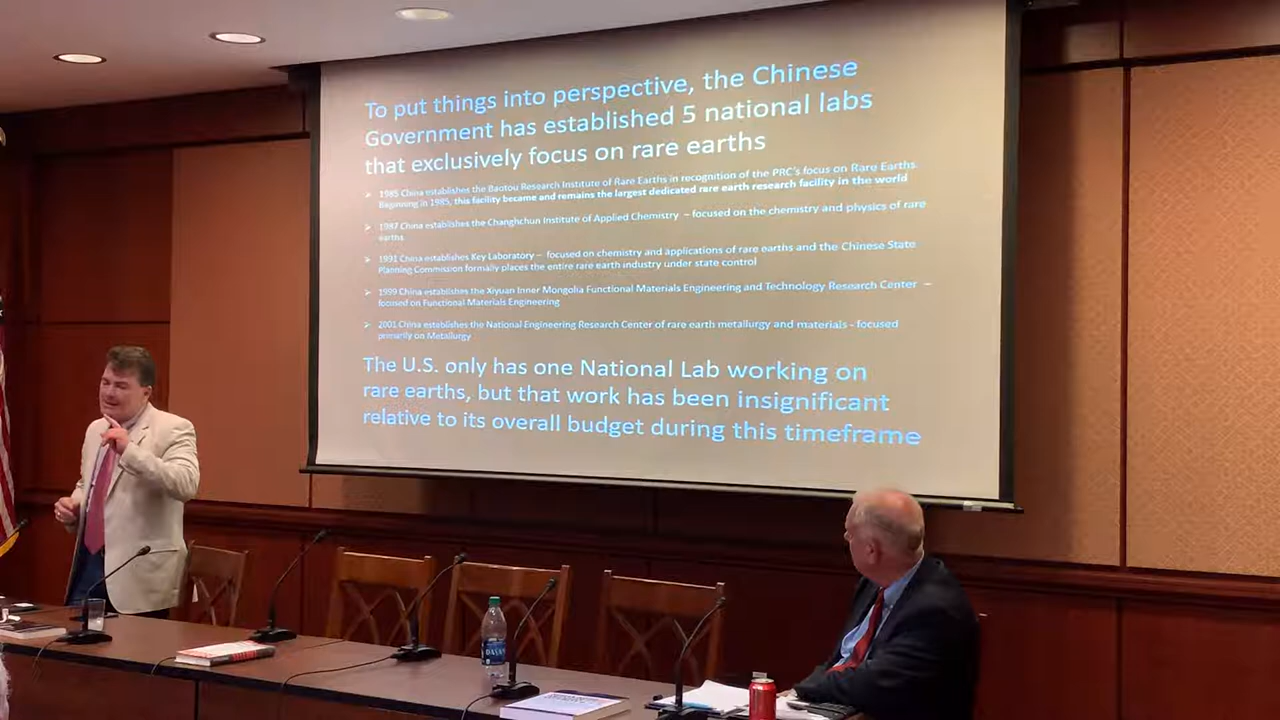 To put things into perspective, the Chinese
Government has established 5 national labs
that exclusively focus on rare earths
➢ 1985 China establishes the Baotou Research Institute of Rare Earths in recognition of the PRC's focus on Rare Earths
Beginning in 1985, this facility became and remains the largest dedicated rare earth research facility in the world
➢ 1987 China establishes the Changhchun Institute of Applied Chemistry – focused on the chemistry and physics of rare
earths
➢ 1991 China establishes Key Laboratory – focused on chemistry and applications of rare earths and the Chinese State
Planning Commission formally places the entire rare earth industry under state control
➢ 1999 China establishes the Xiyuan Inner Mongolia Functional Materials Engineering and Technology Research Center –
focused on Functional Materials Engineering
➢ 2001 China establishes the National Engineering Research Center of rare earth metallurgy and materials - focused
primarily on Metallurgy
The U.S. only has one National Lab working on
rare earths, but that work has been insignificant
relative to its overall budget during this timeframe
DASANI